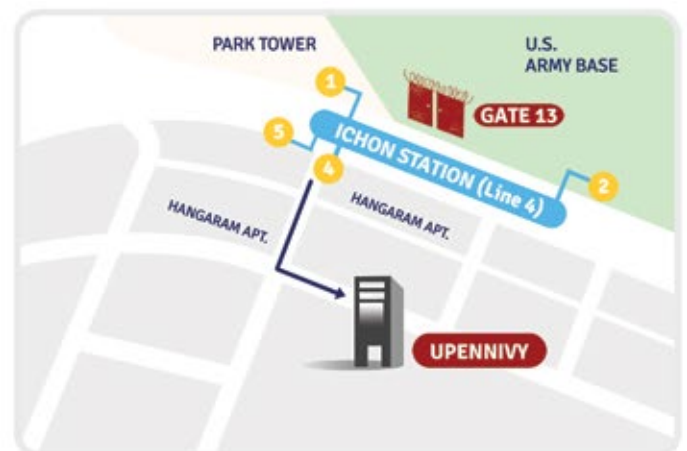 PARK TOWER
U.S.
ARMY BASE
1
GATE 13
5
ICHON STATION (Line 4)
4
2
HANGARAM APT.
HANGARAM APT.
UPENNIVY